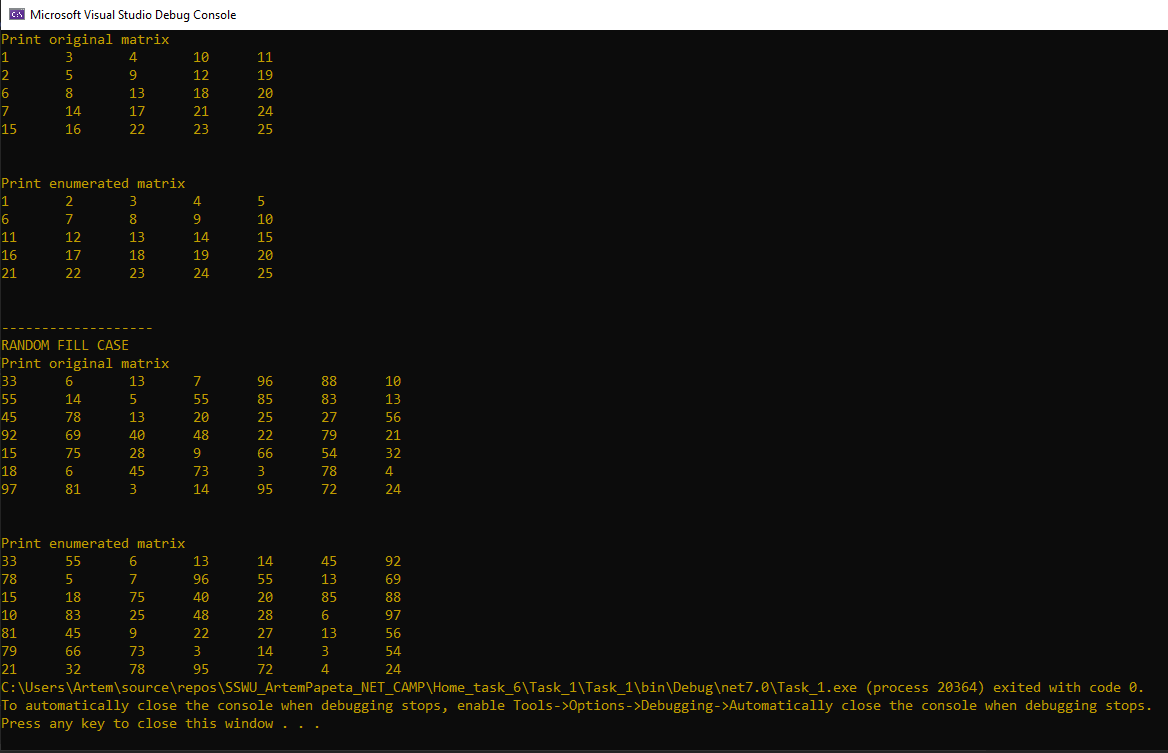 Microsoft Visual Studio Debug Console
Print original matrix
1 3 4 10 11
2 5 9 12 19
6 8 13 18 20
7 14 17 21 24
15 16 22 23 25
Print enumerated matrix
1 2 3 4 5
6 7 8 9 10
11 12 13 14 15
16 17 18 19 20
21 22 23 24 25
-------------------
RANDOM FILL CASE
Print original matrix
33 6 13 7 96 88 10
55 14 5 55 85 83 13
45 78 13 20 25 27 56
92 69 40 48 22 79 21
15 75 28 9 66 54 32
18 6 45 73 3 78 4
97 81 3 14 95 72 24
Print enumerated matrix
33 55 6 13 14 45 92
78 5 7 96 55 13 69
15 18 75 40 20 85 88
10 83 25 48 28 6 97
81 45 9 22 27 13 56
79 66 73 3 14 3 54
21 32 78 95 72 4 24
C:\Users\Artem\source\repos\SSWU_ArtemPapeta_NET_CAMP\Home_task_6\Task_1\Task_1\bin\Debug\net7.0\Task_1.exe (process 20364) exited with code 0.
To automatically close the console when debugging stops, enable Tools->Options->Debugging->Automatically close the console when debugging stops.
Press any key to close this window . . .